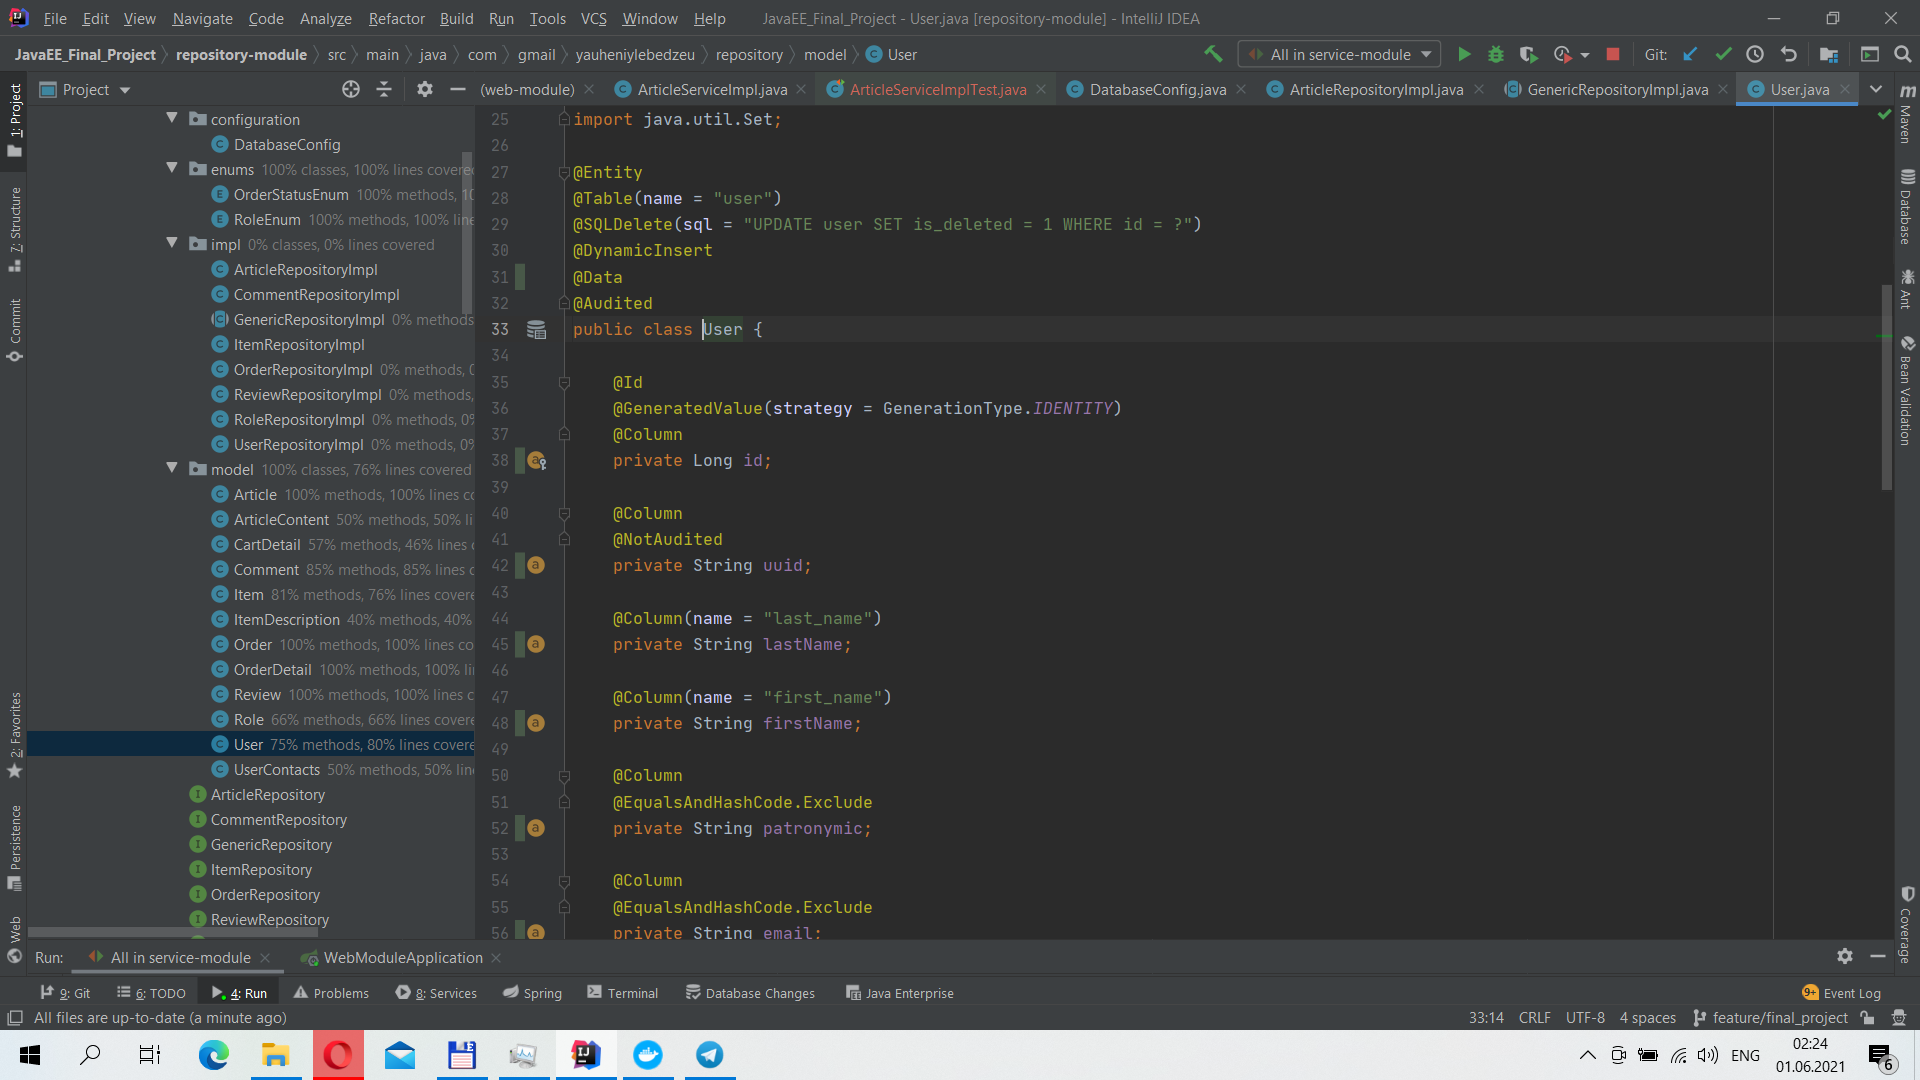 File Edit View Navigate Code Analyze Refactor Build Run Tools VCS Window Help JavaEE_Final_Project - User.java [repository-module] - IntelliJ IDEA
JavaEE_Final_Project repository-module src main java com gmail yauheniylebedzeu repository model User
All in service-module Git:
Project
(web-module) ArticleServiceImpl.java ArticleServiceImplTest.java DatabaseConfig.java ArticleRepositoryImpl.java GenericRepositoryImpl.java User.java
1: Project
7: Structure
Commit
2: Favorites
Persistence
Web
configuration
DatabaseConfig
enums 100% classes, 100% lines covere
OrderStatusEnum 100% methods, 10
RoleEnum 100% methods, 100% line
impl 0% classes, 0% lines covered
ArticleRepositoryImpl
CommentRepositoryImpl
GenericRepositoryImpl 0% methods
ItemRepositoryImpl
OrderRepositoryImpl 0% methods, 0
ReviewRepositoryImpl 0% methods,
RoleRepositoryImpl 0% methods, 0%
UserRepositoryImpl 0% methods, 0%
model 100% classes, 76% lines covered
Article 100% methods, 100% lines co
ArticleContent 50% methods, 50% li
CartDetail 57% methods, 46% lines
Comment 85% methods, 85% lines c
Item 81% methods, 76% lines covere
ItemDescription 40% methods, 40%
Order 100% methods, 100% lines co
OrderDetail 100% methods, 100% li
Review 100% methods, 100% lines c
Role 66% methods, 66% lines covere
User 75% methods, 80% lines covere
UserContacts 50% methods, 50% lin
ArticleRepository
CommentRepository
GenericRepository
ItemRepository
OrderRepository
ReviewRepository
25 import java.util.Set;
26
27 @Entity
28 @Table(name = "user")
29 @SQLDelete(sql = "UPDATE user SET is_deleted = 1 WHERE id = ?")
30 @DynamicInsert
31 @Data
32 @Audited
33 public class User {
34
35 @Id
36 @GeneratedValue(strategy = GenerationType.IDENTITY)
37 @Column
38 private Long id;
39
40 @Column
41 @NotAudited
42 private String uuid;
43
44 @Column(name = "last_name")
45 private String lastName;
46
47 @Column(name = "first_name")
48 private String firstName;
49
50 @Column
51 @EqualsAndHashCode.Exclude
52 private String patronymic;
53
54 @Column
55 @EqualsAndHashCode.Exclude
56 private String email;
Maven
Database
Ant
Bean Validation
Coverage
Run: All in service-module WebModuleApplication
9: Git 6: TODO 4: Run Problems 8: Services Spring Terminal Database Changes Java Enterprise 9+ Event Log
All files are up-to-date (a minute ago) 33:14 CRLF UTF-8 4 spaces feature/final_project
ENG 02:24
01.06.2021
6